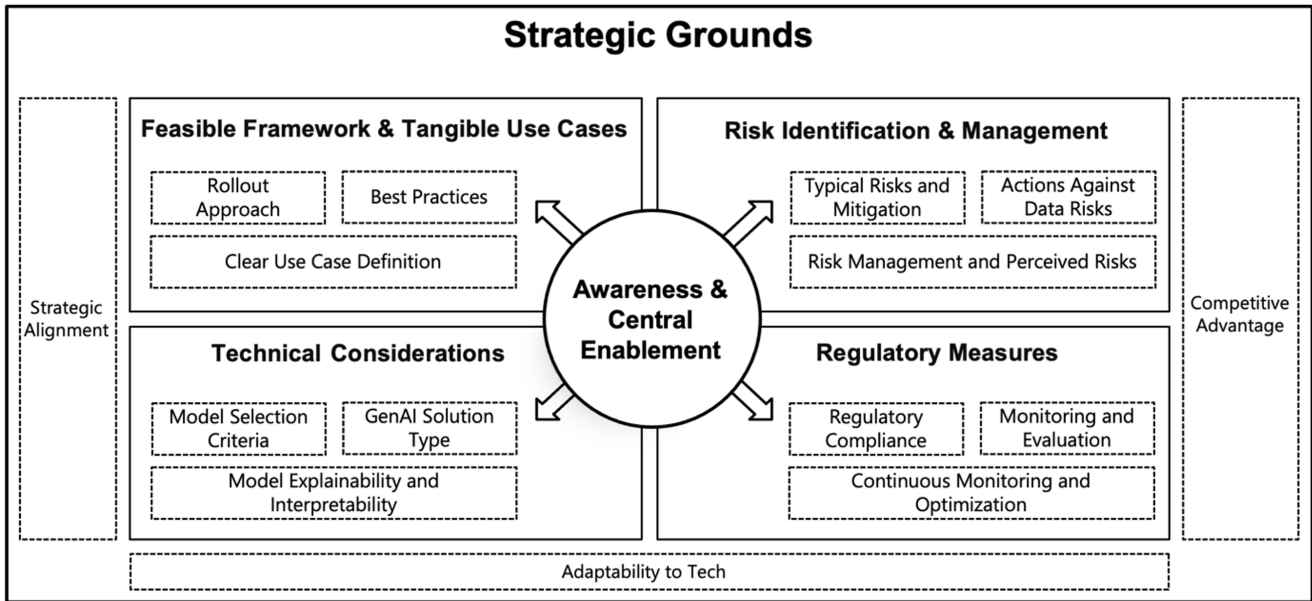 Strategic Grounds
Strategic
Alignment
Feasible Framework & Tangible Use Cases
Rollout
Approach
Best Practices
Clear Use Case Definition
Risk Identification & Management
Typical Risks and
Mitigation
Actions Against
Data Risks
Risk Management and Perceived Risks
Awareness &
Central
Enablement
Technical Considerations
Model Selection
Criteria
GenAI Solution
Type
Model Explainability and
Interpretability
Regulatory Measures
Regulatory
Compliance
Monitoring and
Evaluation
Continuous Monitoring and
Optimization
Competitive
Advantage
Adaptability to Tech